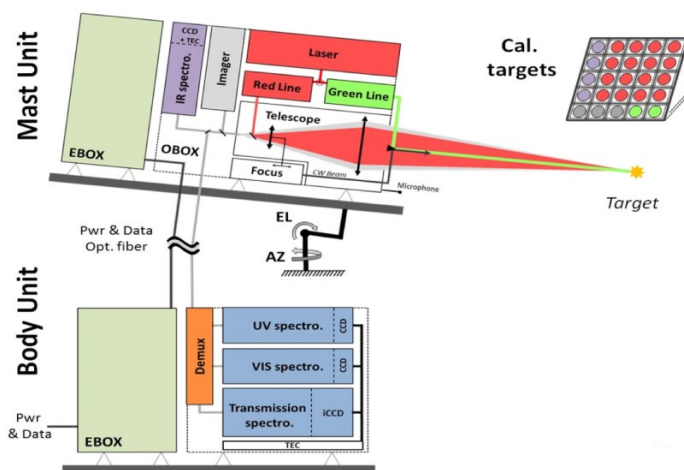 Mast Unit
EBOX
OBOX
CCD
+ TEC
IR spectro.
Imager
Laser
Red Line
Green Line
Telescope
Focus
CW Beam
Microphone
Cal.
targets
Target
EL
AZ
Pwr & Data
Opt. fiber
Body Unit
Pwr
& Data
EBOX
Demux
UV spectro.
CCD
VIS spectro.
CCD
Transmission
spectro.
iCCD
TEC